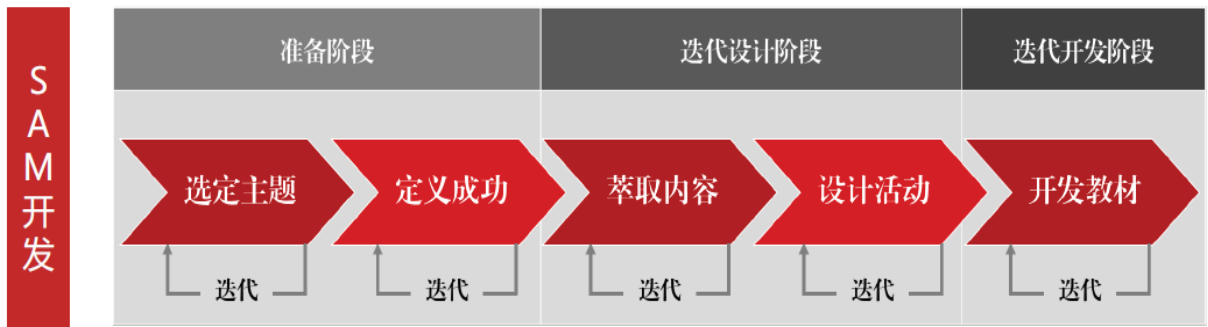 SAM开发
准备阶段
迭代设计阶段
迭代开发阶段
选定主题
定义成功
萃取内容
设计活动
开发教材
迭代
迭代
迭代
迭代
迭代